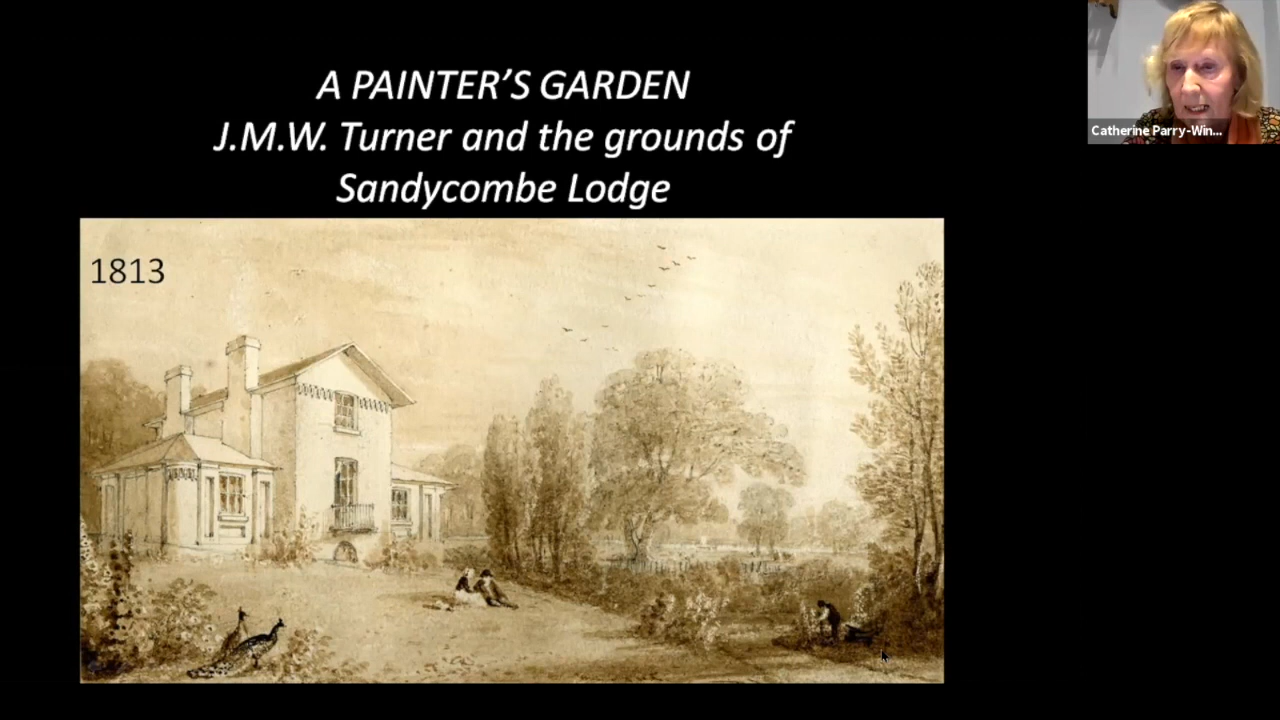 A PAINTER'S GARDEN
J.M.W. Turner and the grounds of
Sandycombe Lodge
1813
Catherine Parry-Win...